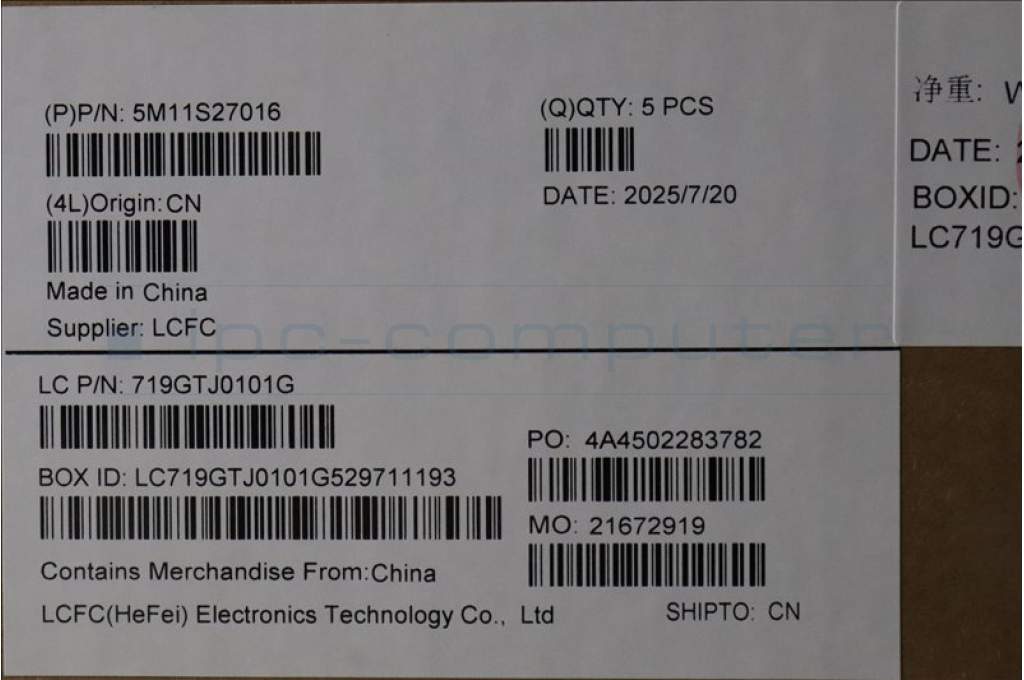 (P)P/N: 5M11S27016
(Q)QTY: 5 PCS
DATE: 2025/7/20
(4L)Origin:CN
Made in China
Supplier: LCFC
净重:
DATE:
BOXID:
LC719G
ipc-computer
LC P/N: 719GTJ0101G
BOX ID: LC719GTJ0101G529711193
PO: 4A4502283782
MO: 21672919
Contains Merchandise From:China
LCFC(HeFei) Electronics Technology Co., Ltd
SHIPTO: CN